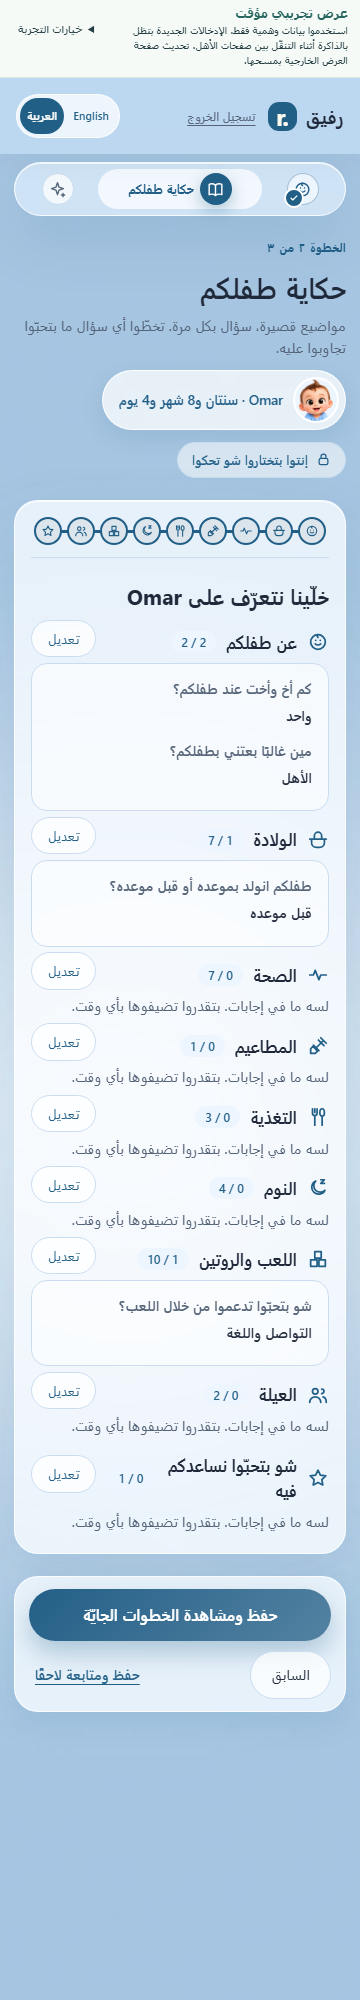 عرض تجريبي مؤقت
استخدموا بيانات وهمية فقط. الإدخالات الجديدة بتظل
بالذاكرة أثناء التنقّل بين صفحات الأهل. تحديث صفحة
العرض الخارجية بمسحها.
خيارات التجربة
رفيق
r.
تسجيل الخروج
English
العربية
حكاية طفلكم
الخطوة ٢ من ٣
حكاية طفلكم
مواضيع قصيرة، سؤال بكل مرة. تخطّوا أي سؤال ما بتحبّوا
تجاوبوا عليه.
Omar · سنتان و8 شهر و4 يوم
إنتوا بتختاروا شو تحكوا
خلّينا نتعرّف على Omar
عن طفلكم
2 / 2
تعديل
كم أخ وأخت عند طفلكم؟
واحد
مين غالبًا بعتني بطفلكم؟
الأهل
الولادة
7 / 1
تعديل
طفلكم انولد بموعده أو قبل موعده؟
قبل موعده
الصحة
7 / 0
تعديل
لسه ما في إجابات. بتقدروا تضيفوها بأي وقت.
المطاعيم
1 / 0
تعديل
لسه ما في إجابات. بتقدروا تضيفوها بأي وقت.
التغذية
3 / 0
تعديل
لسه ما في إجابات. بتقدروا تضيفوها بأي وقت.
النوم
4 / 0
تعديل
لسه ما في إجابات. بتقدروا تضيفوها بأي وقت.
اللعب والروتين
10 / 1
تعديل
شو بتحبّوا تدعموا من خلال اللعب؟
التواصل واللغة
العيلة
2 / 0
تعديل
لسه ما في إجابات. بتقدروا تضيفوها بأي وقت.
شو بتحبّوا نساعدكم
فيه
1 / 0
تعديل
لسه ما في إجابات. بتقدروا تضيفوها بأي وقت.
حفظ ومشاهدة الخطوات الجايّة
السابق
حفظ ومتابعة لاحقًا